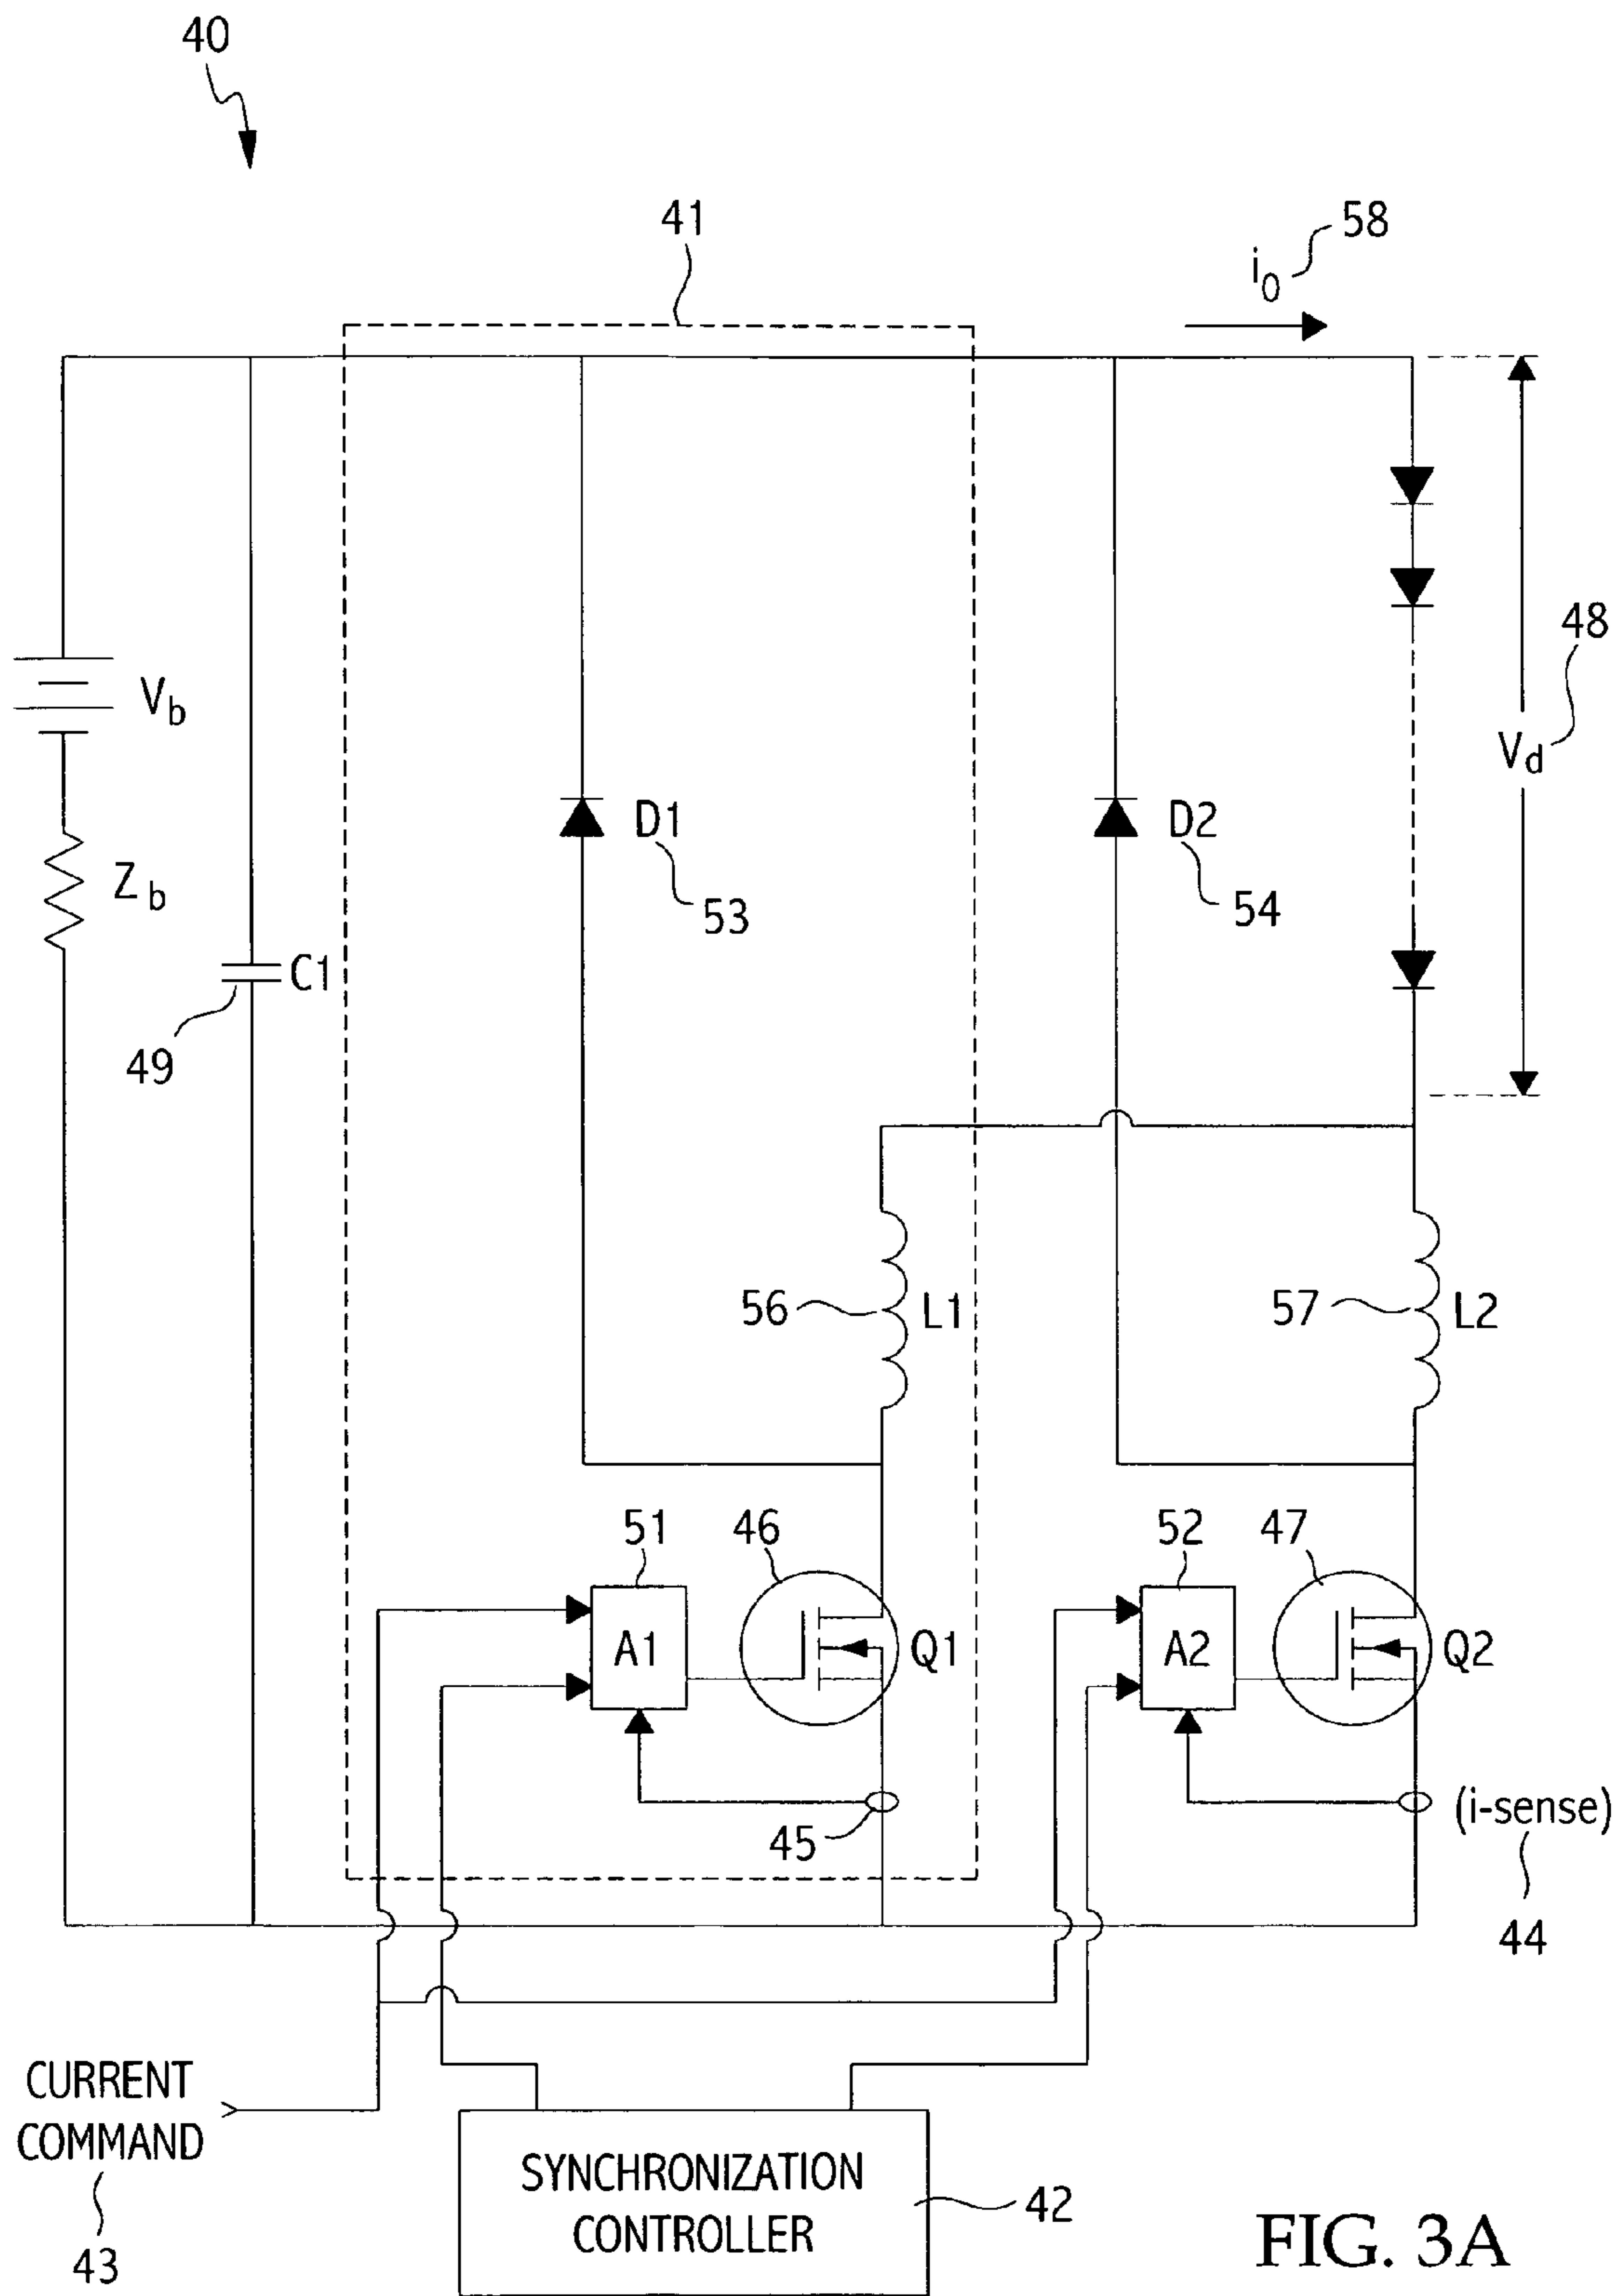 40
41
58
i0
48
Vb
Vd
D1
D2
Zb
53
54
C1
49
56
L1
57
L2
51
46
52
47
A1
Q1
A2
Q2
45
(i-sense)
44
CURRENT
COMMAND
43
SYNCHRONIZATION
CONTROLLER
42
FIG. 3A